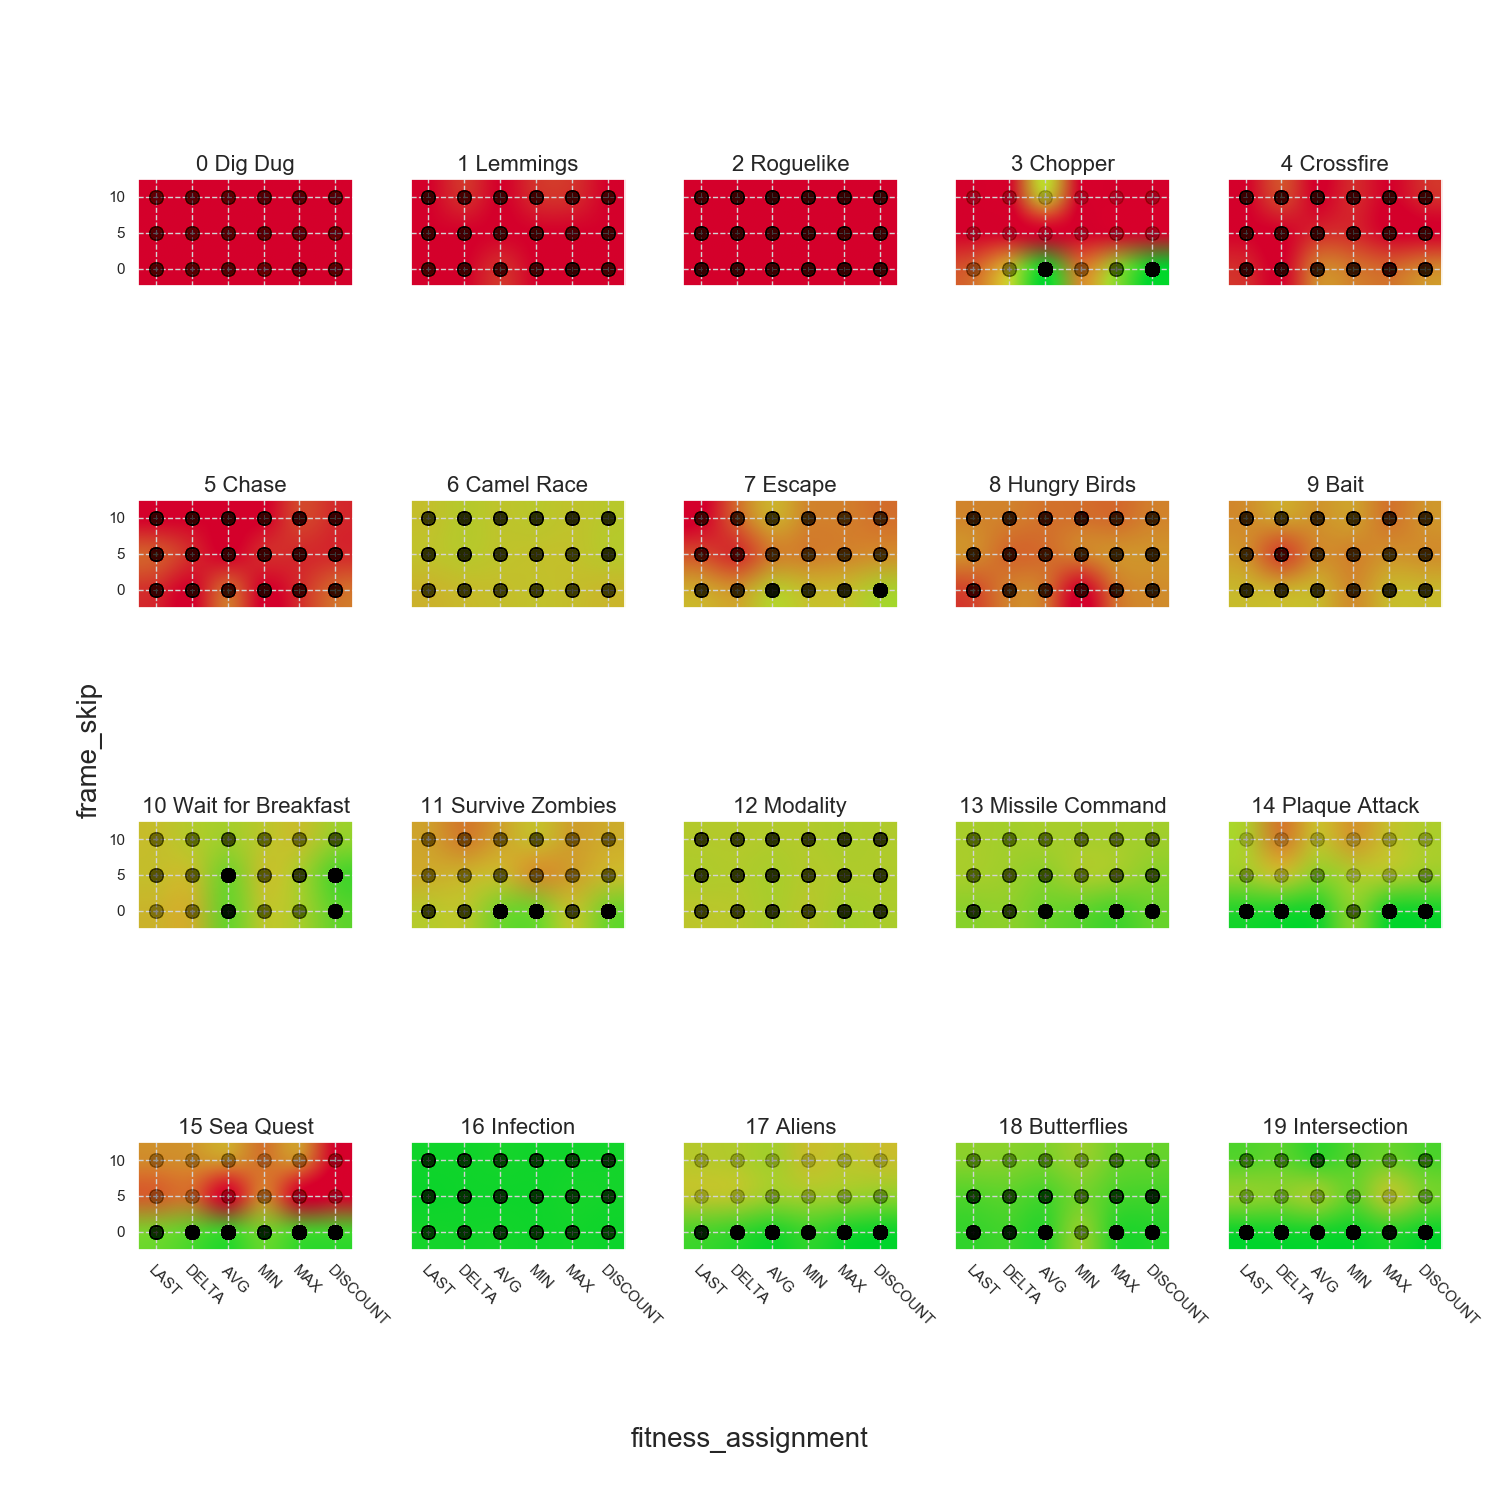 0 Dig Dug
1 Lemmings
2 Roguelike
3 Chopper
4 Crossfire
10
5
0
5 Chase
6 Camel Race
7 Escape
8 Hungry Birds
9 Bait
10
5
0
frame_skip
10 Wait for Breakfast
11 Survive Zombies
12 Modality
13 Missile Command
14 Plaque Attack
10
5
0
15 Sea Quest
16 Infection
17 Aliens
18 Butterflies
19 Intersection
10
5
0
LAST
DELTA
AVG
MIN
MAX
DISCOUNT
LAST
DELTA
AVG
MIN
MAX
DISCOUNT
LAST
DELTA
AVG
MIN
MAX
DISCOUNT
LAST
DELTA
AVG
MIN
MAX
DISCOUNT
LAST
DELTA
AVG
MIN
MAX
DISCOUNT
fitness_assignment